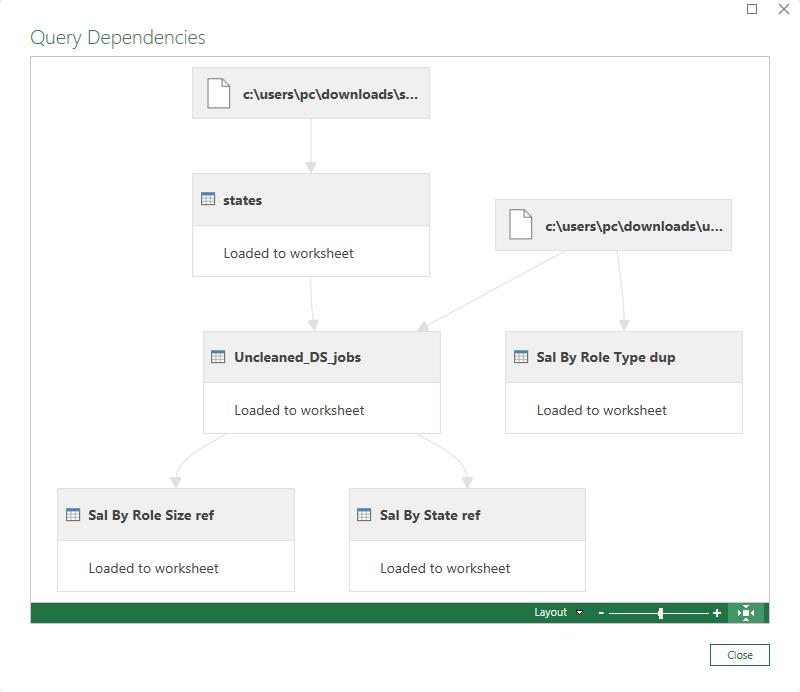 Query Dependencies
c:\users\pc\downloads\s...
states
Loaded to worksheet
c:\users\pc\downloads\u...
Uncleaned_DS_jobs
Loaded to worksheet
Sal By Role Type dup
Loaded to worksheet
Sal By Role Size ref
Loaded to worksheet
Sal By State ref
Loaded to worksheet
Layout
Close